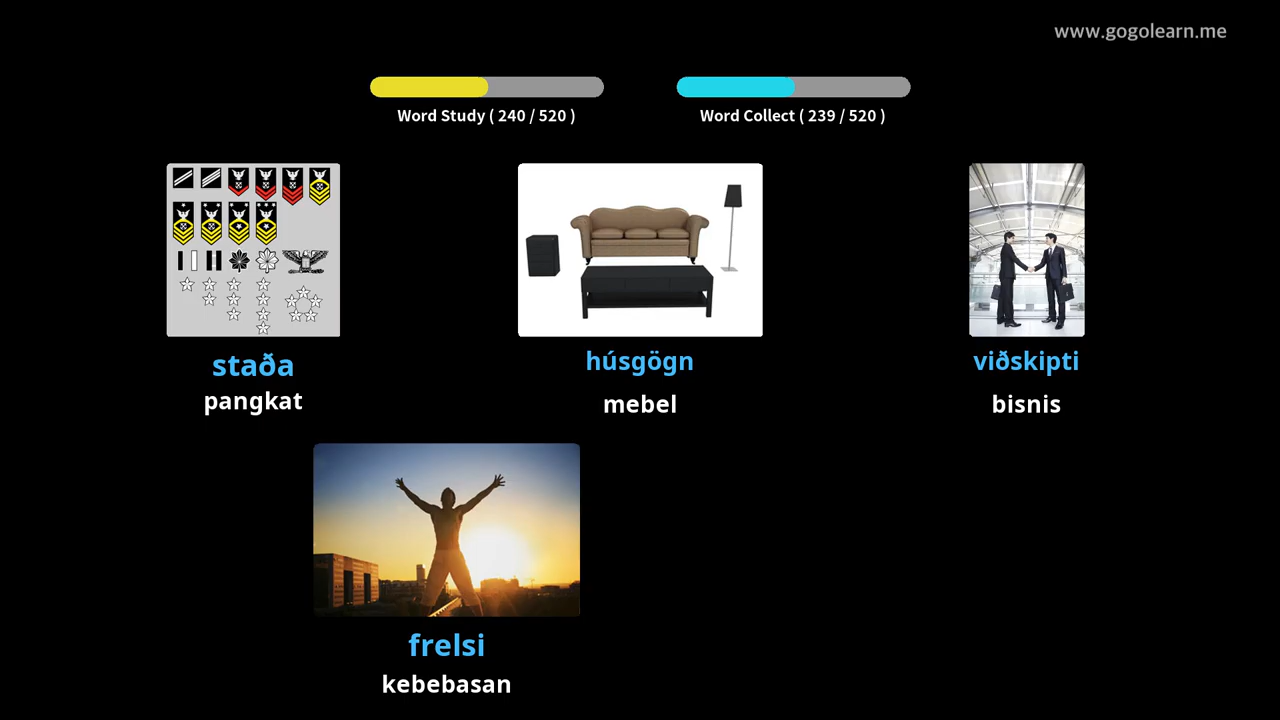 www.gogolearn.me
Word Study ( 240 / 520 )
Word Collect ( 239 / 520 )
staða
pangkat
húsgögn
mebel
viðskipti
bisnis
frelsi
kebebasan